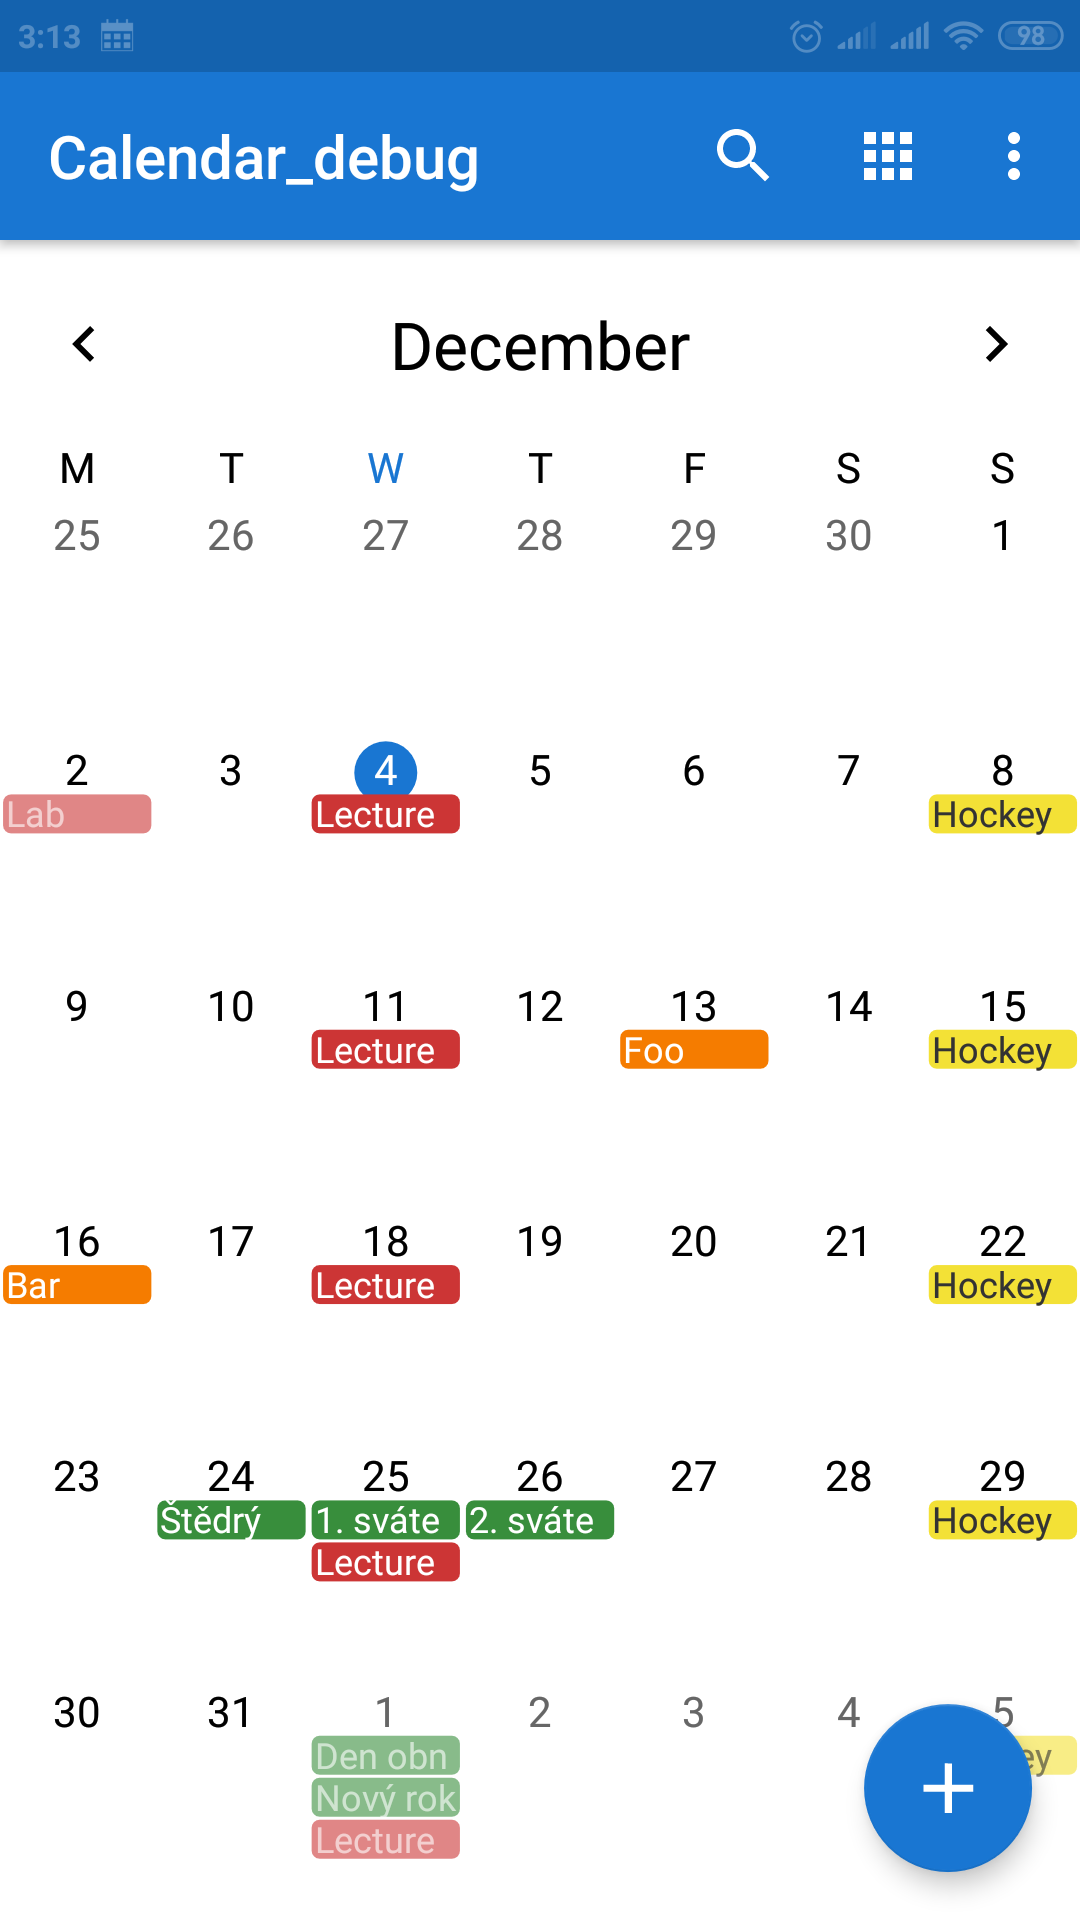 3:13 98
Calendar_debug
December
M T W T F S S
25 26 27 28 29 30 1
2 3 4 5 6 7 8
Lab Lecture Hockey
9 10 11 12 13 14 15
Lecture Foo Hockey
16 17 18 19 20 21 22
Bar Lecture Hockey
23 24 25 26 27 28 29
Štědrý 1. sváte 2. sváte Hockey
Lecture
30 31 1 2 3 4 5
Den obn ey
Nový rok
Lecture